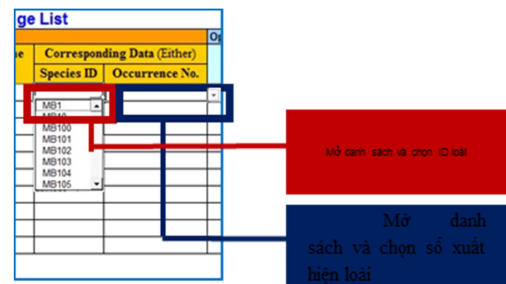 ge List
Op
ne Corresponding Data (Either)
Species ID Occurrence No.
MB1
MB10
MB100
MB101
MB102
MB103
MB104
MB105
Mở danh sách và chọn ID loài
Mở danh
sách và chọn số xuất
hiện loài